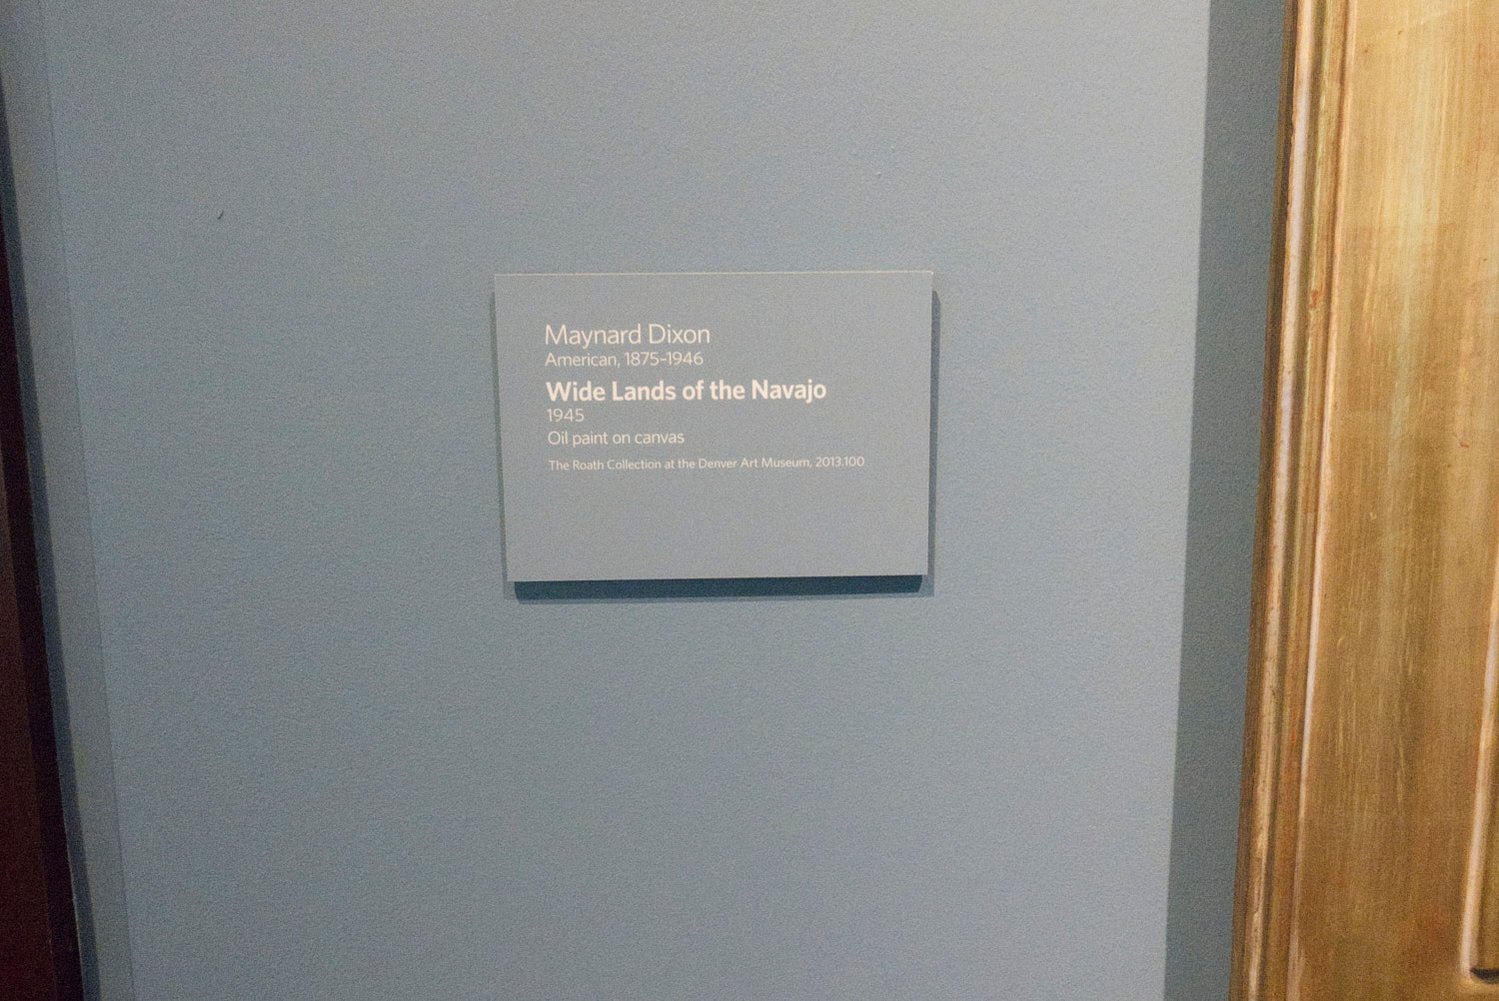 Maynard Dixon
American, 1875–1946
Wide Lands of the Navajo
1945
Oil paint on canvas
The Roath Collection at the Denver Art Museum, 2013.100